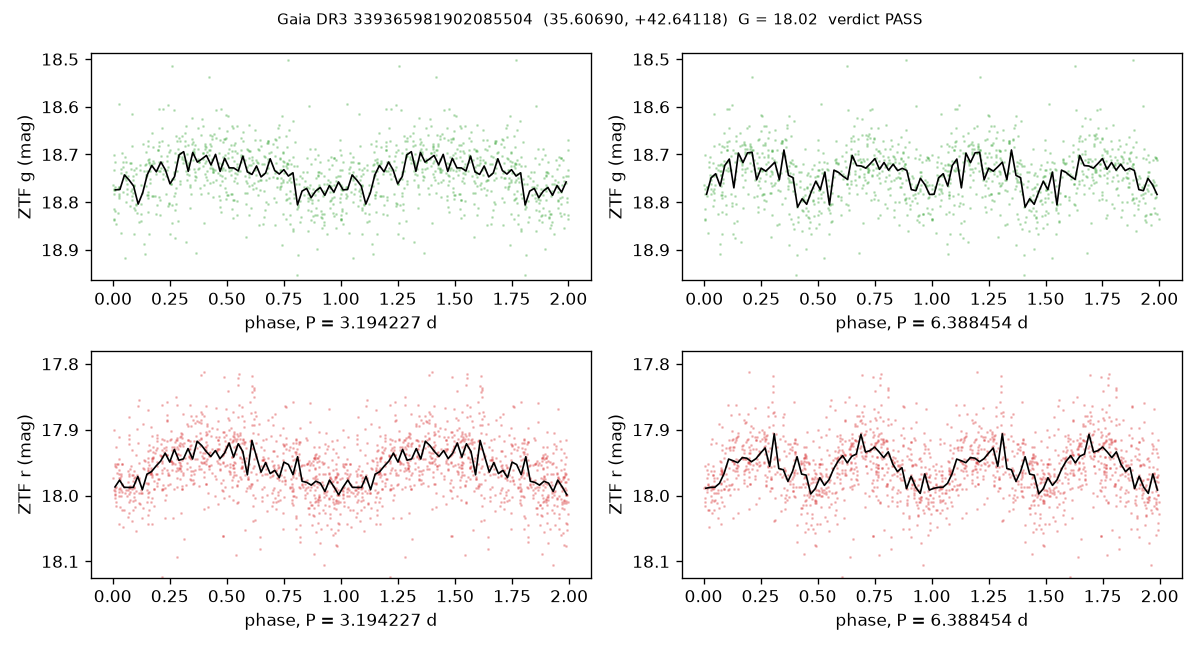 Gaia DR3 339365981902085504 (35.60690, +42.64118) G = 18.02 verdict PASS
ZTF g (mag)
18.5
18.6
18.7
18.8
18.9
0.00 0.25 0.50 0.75 1.00 1.25 1.50 1.75 2.00
phase, P = 3.194227 d
ZTF g (mag)
18.5
18.6
18.7
18.8
18.9
0.00 0.25 0.50 0.75 1.00 1.25 1.50 1.75 2.00
phase, P = 6.388454 d
ZTF r (mag)
17.8
17.9
18.0
18.1
0.00 0.25 0.50 0.75 1.00 1.25 1.50 1.75 2.00
phase, P = 3.194227 d
ZTF r (mag)
17.8
17.9
18.0
18.1
0.00 0.25 0.50 0.75 1.00 1.25 1.50 1.75 2.00
phase, P = 6.388454 d